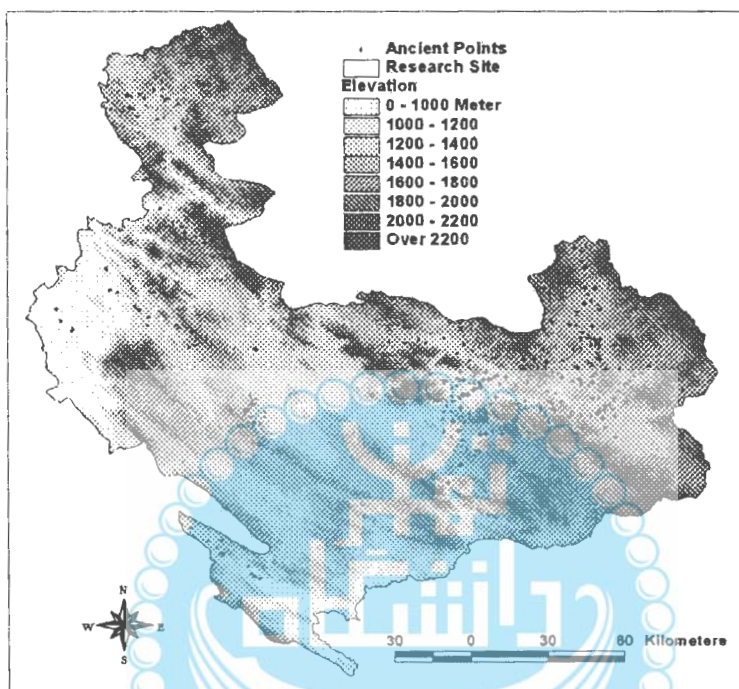 Ancient Points
Research Site
Elevation
0 - 1000 Meter
1000 - 1200
1200 - 1400
1400 - 1600
1600 - 1800
1800 - 2000
2000 - 2200
Over 2200
N
W E
S
30 0 30 60 Kilometers